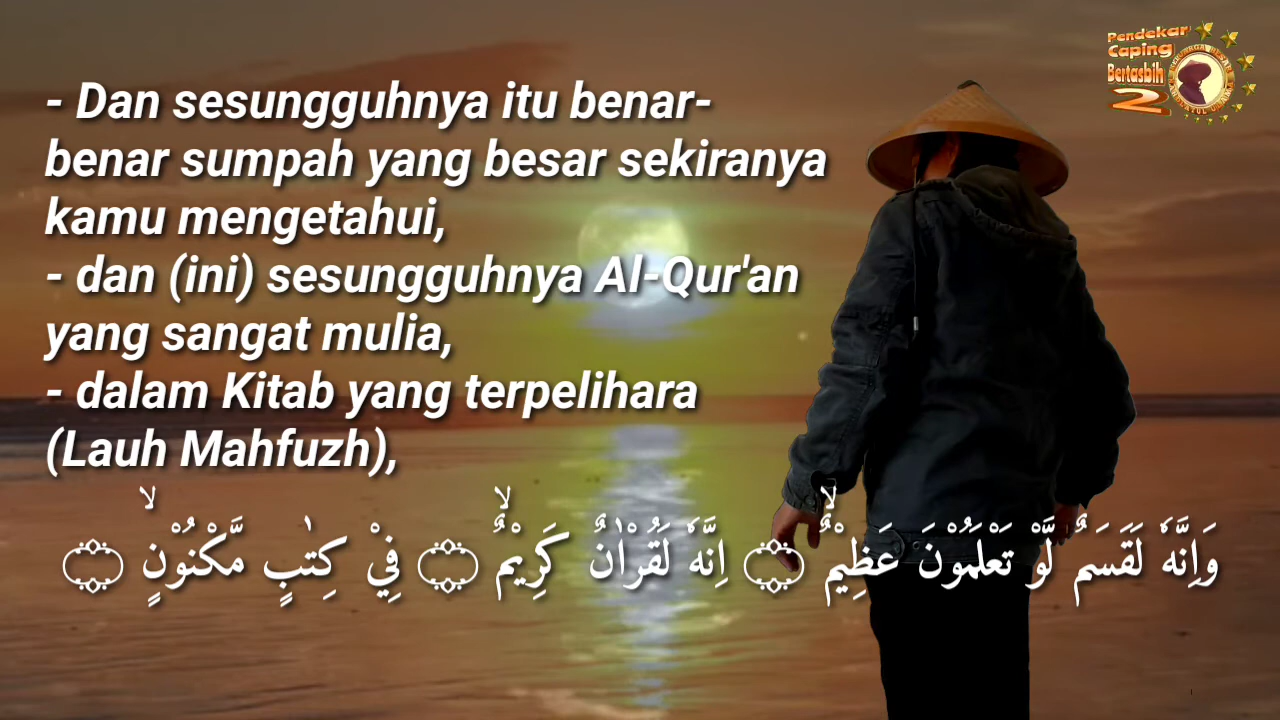 Pendekar
Caping
Bertasbih
2
- Dan sesungguhnya itu benar-
benar sumpah yang besar sekiranya
kamu mengetahui,
- dan (ini) sesungguhnya Al-Qur'an
yang sangat mulia,
- dalam Kitab yang terpelihara
(Lauh Mahfuzh),
وَاِنَّهٗ لَقَسَمٌ لَّوْ تَعْلَمُوْنَ عَظِيْمٌۙ ۝ اِنَّهٗ لَقُرْاٰنٌ كَرِيْمٌۙ ۝ فِيْ كِتٰبٍ مَّكْنُوْنٍۙ ۝